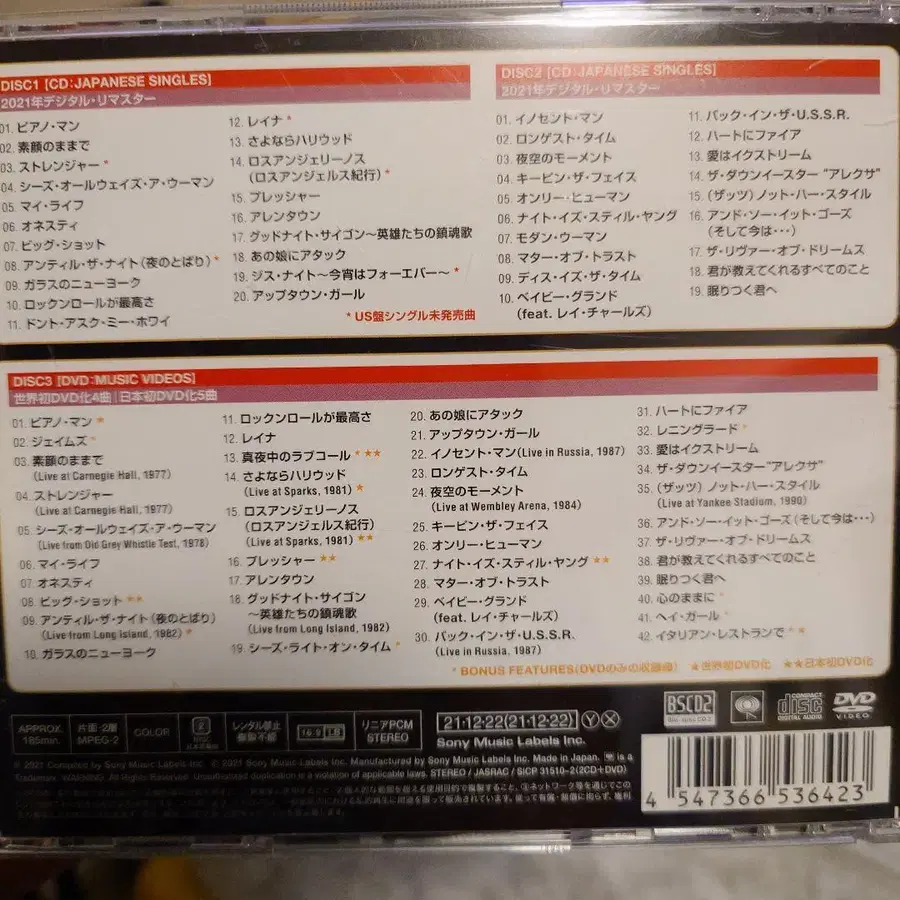 DISC1 [CD:JAPANESE SINGLES]
2021年デジタル・リマスター
01. ピアノ・マン
02. 素顔のままで
03. ストレンジャー *
04. シーズ・オールウェイズ・ア・ウーマン
05. マイ・ライフ
06. オネスティ
07. ビッグ・ショット
08. アンティル・ザ・ナイト(夜のとばり) *
09. ガラスのニューヨーク
10. ロックンロールが最高さ
11. ドント・アスク・ミー・ホワイ
12. レイナ *
13. さよならハリウッド
14. ロスアンジェリーノス
(ロスアンジェルス紀行) *
15. プレッシャー
16. アレンタウン
17. グッドナイト・サイゴン~英雄たちの鎮魂歌
18. あの娘にアタック
19. ジス・ナイト~今宵はフォーエバー~ *
20. アップタウン・ガール
* US盤シングル未発売曲
DISC2 [CD:JAPANESE SINGLES]
2021年デジタル・リマスター
01. イノセント・マン
02. ロンゲスト・タイム
03. 夜空のモーメント
04. キーピン・ザ・フェイス
05. オンリー・ヒューマン
06. ナイト・イズ・スティル・ヤング
07. モダン・ウーマン
08. マター・オブ・トラスト
09. ディス・イズ・ザ・タイム
10. ベイビー・グランド
(feat. レイ・チャールズ)
11. バック・イン・ザ・U.S.S.R.
12. ハートにファイア
13. 愛はイクストリーム
14. ザ・ダウンイースター “アレクサ”
15. (ザッツ) ノット・ハー・スタイル
16. アンド・ソー・イット・ゴーズ
(そして今は・・・)
17. ザ・リヴァー・オブ・ドリームス
18. 君が教えてくれるすべてのこと
19. 眠りつく君へ
DISC3 [DVD:MUSIC VIDEOS]
世界初DVD化4曲|日本初DVD化5曲
01. ピアノ・マン *
02. ジェイムズ *
03. 素顔のままで
(Live at Carnegie Hall, 1977)
04. ストレンジャー
(Live at Carnegie Hall, 1977)
05. シーズ・オールウェイズ・ア・ウーマン
(Live from Old Grey Whistle Test, 1978)
06. マイ・ライフ
07. オネスティ
08. ビッグ・ショット ★★
09. アンティル・ザ・ナイト(夜のとばり)
(Live from Long Island, 1982) ★
10. ガラスのニューヨーク
11. ロックンロールが最高さ
12. レイナ
13. 真夜中のラブコール * ★★
14. さよならハリウッド
(Live at Sparks, 1981) ★
15. ロスアンジェリーノス
(ロスアンジェルス紀行)
(Live at Sparks, 1981) ★★
16. プレッシャー ★★
17. アレンタウン
18. グッドナイト・サイゴン
~英雄たちの鎮魂歌
(Live from Long Island, 1982)
19. シーズ・ライト・オン・タイム *
20. あの娘にアタック
21. アップタウン・ガール
22. イノセント・マン(Live in Russia, 1987)
23. ロンゲスト・タイム
24. 夜空のモーメント
(Live at Wembley Arena, 1984)
25. キーピン・ザ・フェイス
26. オンリー・ヒューマン
27. ナイト・イズ・スティル・ヤング ★★
28. マター・オブ・トラスト
29. ベイビー・グランド
(feat. レイ・チャールズ)
30. バック・イン・ザ・U.S.S.R.
(Live in Russia, 1987)
31. ハートにファイア
32. レニングラード *
33. 愛はイクストリーム
34. ザ・ダウンイースター“アレクサ”
35. (ザッツ) ノット・ハー・スタイル
(Live at Yankee Stadium, 1990)
36. アンド・ソー・イット・ゴーズ(そして今は・・・)
37. ザ・リヴァー・オブ・ドリームス
38. 君が教えてくれるすべてのこと
39. 眠りつく君へ
40. 心のままに *
41. ヘイ・ガール *
42. イタリアン・レストランで * ★
* BONUS FEATURES(DVDのみの収録曲) ★世界初DVD化 ★★日本初DVD化
APPROX. 185min.
片面・2層 MPEG-2
COLOR
2
レンタル禁止
複製不能
16:9 LB
リニアPCM
STEREO
21・12・22(21・12・22) Y X
Sony Music Labels Inc.
BSCD2
COMPACT disc DIGITAL AUDIO
DVD VIDEO
℗ 2021 Compiled by Sony Music Labels Inc. © 2021 Sony Music Labels Inc. Manufactured by Sony Music Labels Inc. Made in Japan. is a
Trademark. WARNING: All Rights Reserved. Unauthorized duplication is a violation of applicable laws. STEREO / JASRAC / SICP 31510-2 (2CD+DVD)
4 547366 536423